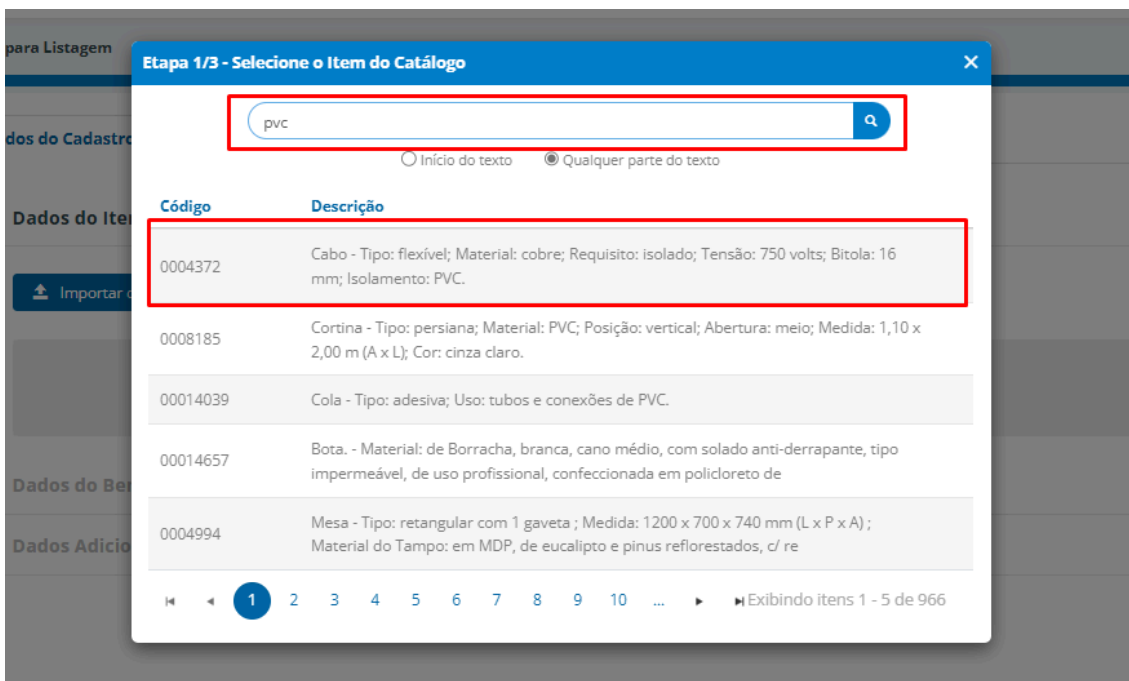 para Listagem
Etapa 1/3 - Selecione o Item do Catálogo
pvc
dos do Cadastro
Início do texto Qualquer parte do texto
Código Descrição
Dados do Iter
0004372
Cabo - Tipo: flexível; Material: cobre; Requisito: isolado; Tensão: 750 volts; Bitola: 16
mm; Isolamento: PVC.
Importar
0008185
Cortina - Tipo: persiana; Material: PVC; Posição: vertical; Abertura: meio; Medida: 1,10 x
2,00 m (A x L); Cor: cinza claro.
00014039 Cola - Tipo: adesiva; Uso: tubos e conexões de PVC.
00014657
Bota. - Material: de Borracha, branca, cano médio, com solado anti-derrapante, tipo
impermeável, de uso profissional, confeccionada em policloreto de
Dados do Ber
0004994
Mesa - Tipo: retangular com 1 gaveta ; Medida: 1200 x 700 x 740 mm (L x P x A) ;
Material do Tampo: em MDP, de eucalipto e pinus reflorestados, c/ re
Dados Adicio
1 2 3 4 5 6 7 8 9 10 ... Exibindo itens 1 - 5 de 966